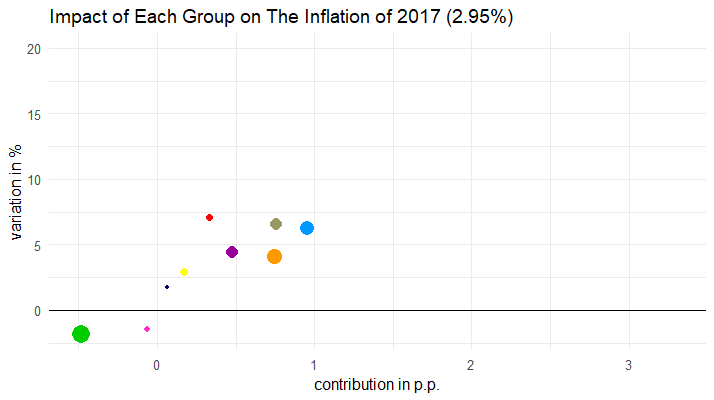 Impact of Each Group on The Inflation of 2017 (2.95%)
20
15
10
5
0
variation in %
0 1 2 3
contribution in p.p.